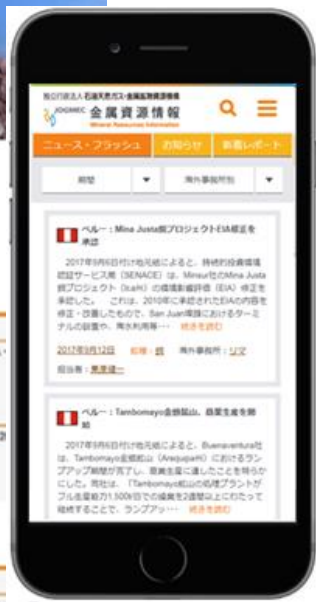 独立行政法人 石油天然ガス・金属鉱物資源機構
JOGMEC 金属資源情報
Mineral Resources Information
ニュース・フラッシュ お知らせ 新着レポート
期間 海外事務所別
ペルー：Mina Justa銅プロジェクトEIA修正を
承認
2017年9月6日付け地元紙によると、持続的投資環境
認証サービス局（SENACE）は、Minsur社のMina Justa
銅プロジェクト（Ica州）の環境影響評価（EIA）修正を
承認した。 これは、2010年に承認されたEIAの内容を
修正・改善したもので、San Juan埠頭におけるターミ
ナルの設置や、海水利用等･･･ 続きを読む
2017年9月12日 鉱種：銅 海外事務所：リマ
担当者：栗原健一
ペルー：Tambomayo金銀鉱山、商業生産を開
始
2017年9月6日付け地元紙によると、Buenaventura社
は、Tambomayo金銀鉱山（Arequipa州）におけるラン
プアップ期間が完了し、商業生産に達したことを明らか
にした。同社は、「Tambomayo鉱山の処理プラントが
フル生産能力1,500t/日での操業を2週間以上にわたって
継続することで、ランプアッ･･･ 続きを読む